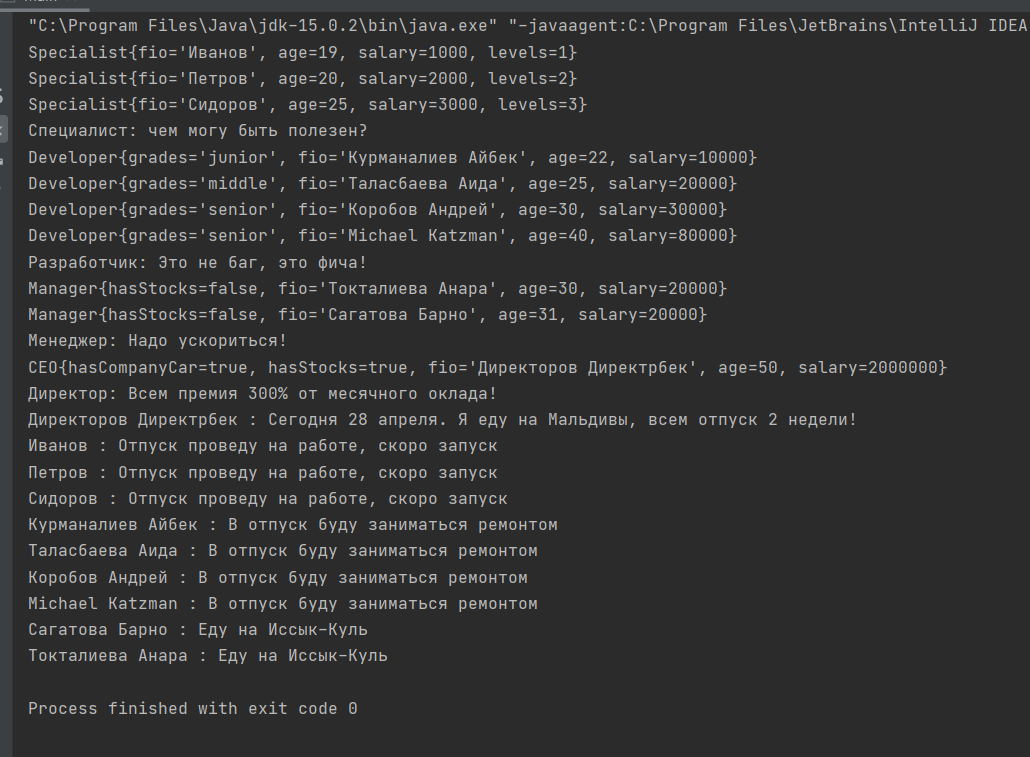 "C:\Program Files\Java\jdk-15.0.2\bin\java.exe" "-javaagent:C:\Program Files\JetBrains\IntelliJ IDEA
Specialist{fio='Иванов', age=19, salary=1000, levels=1}
Specialist{fio='Петров', age=20, salary=2000, levels=2}
Specialist{fio='Сидоров', age=25, salary=3000, levels=3}
Специалист: чем могу быть полезен?
Developer{grades='junior', fio='Курманалиев Айбек', age=22, salary=10000}
Developer{grades='middle', fio='Таласбаева Аида', age=25, salary=20000}
Developer{grades='senior', fio='Коробов Андрей', age=30, salary=30000}
Developer{grades='senior', fio='Michael Katzman', age=40, salary=80000}
Разработчик: Это не баг, это фича!
Manager{hasStocks=false, fio='Токталиева Анара', age=30, salary=20000}
Manager{hasStocks=false, fio='Сагатова Барно', age=31, salary=20000}
Менеджер: Надо ускориться!
CEO{hasCompanyCar=true, hasStocks=true, fio='Директоров Директрбек', age=50, salary=2000000}
Директор: Всем премия 300% от месячного оклада!
Директоров Директрбек : Сегодня 28 апреля. Я еду на Мальдивы, всем отпуск 2 недели!
Иванов : Отпуск проведу на работе, скоро запуск
Петров : Отпуск проведу на работе, скоро запуск
Сидоров : Отпуск проведу на работе, скоро запуск
Курманалиев Айбек : В отпуск буду заниматься ремонтом
Таласбаева Аида : В отпуск буду заниматься ремонтом
Коробов Андрей : В отпуск буду заниматься ремонтом
Michael Katzman : В отпуск буду заниматься ремонтом
Сагатова Барно : Еду на Иссык-Куль
Токталиева Анара : Еду на Иссык-Куль
Process finished with exit code 0